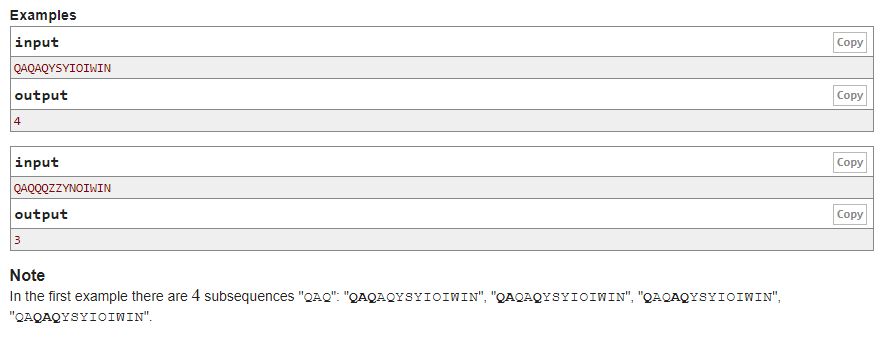 Examples
input
Copy
QAQAQYSYIOIWIN
output
Copy
4
input
Copy
QAQQQZZYNOIWIN
output
Copy
3
Note
In the first example there are 4 subsequences "QAQ": "QAQAQYSYIOIWIN", "QAQAQYSYIOIWIN", "QAQAQYSYIOIWIN",
"QAQAQYSYIOIWIN".